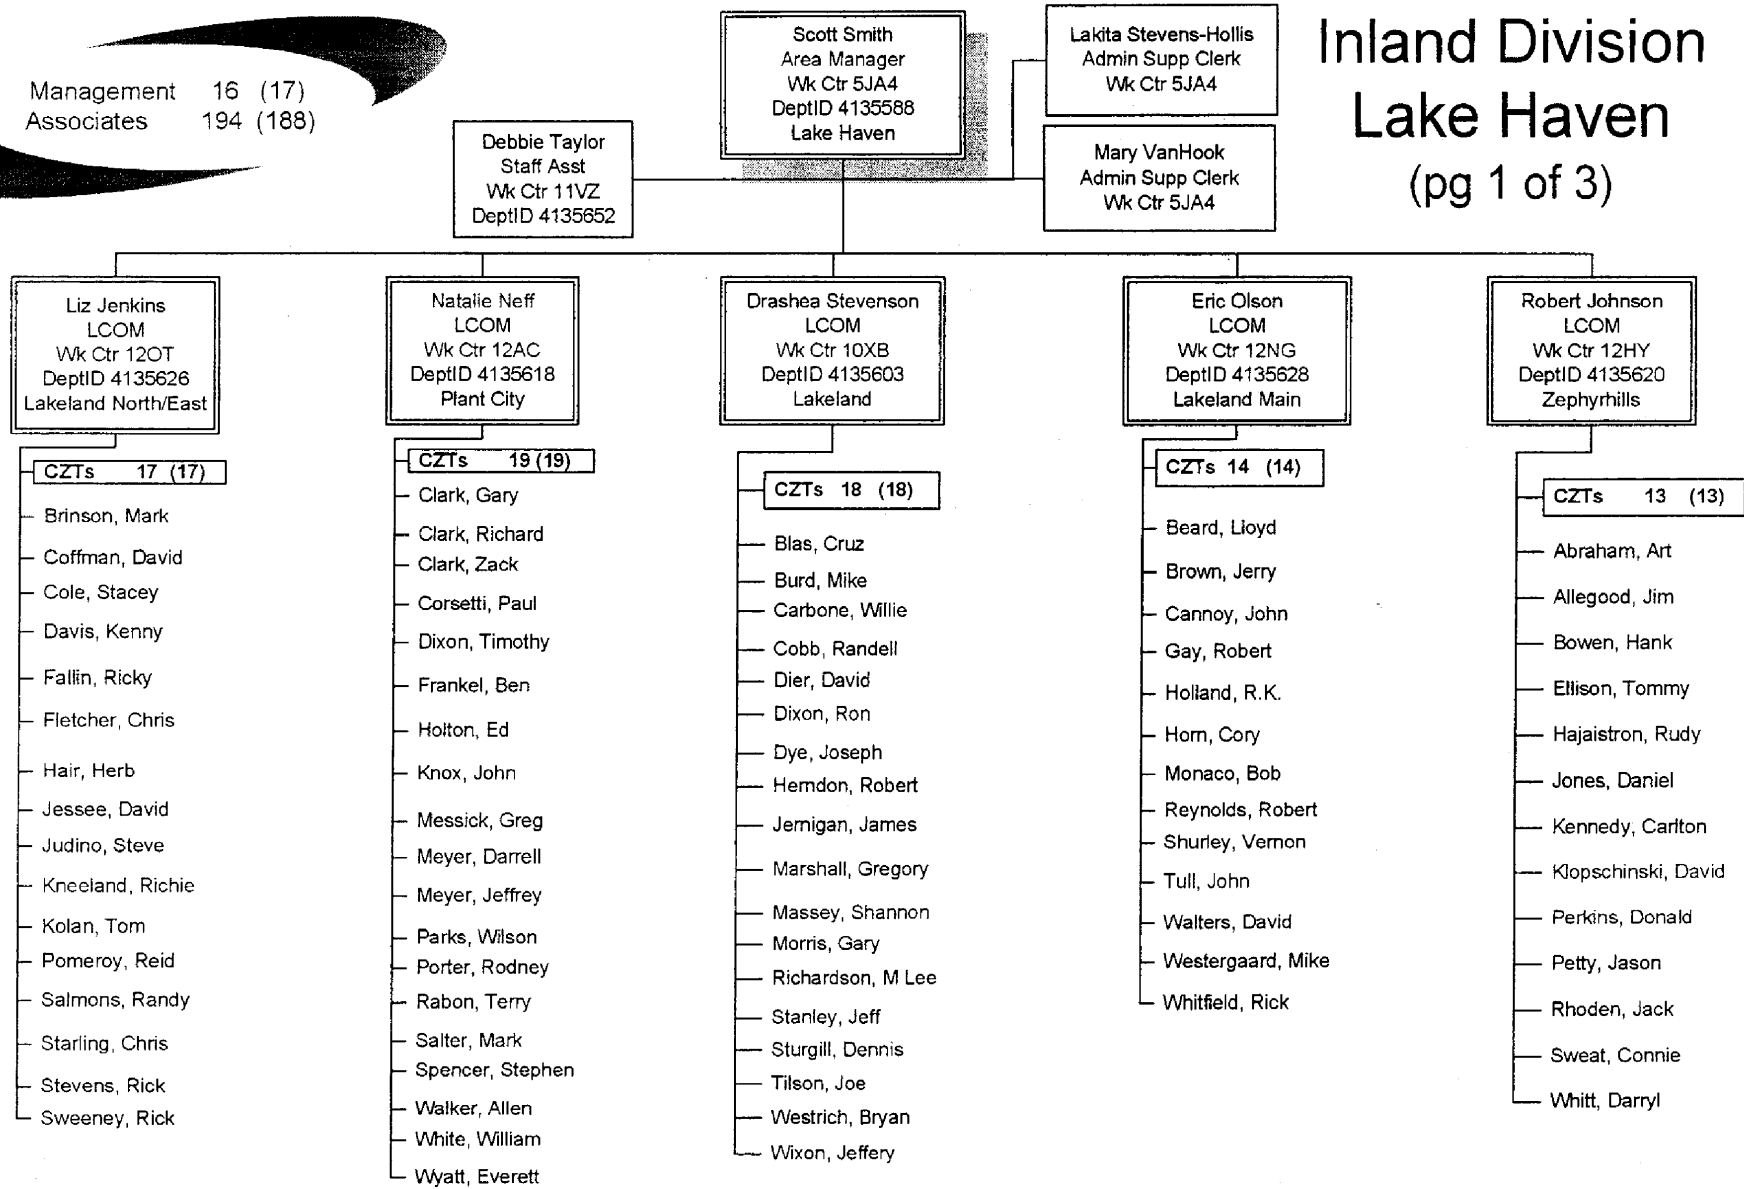 Inland Division
Lake Haven
(pg 1 of 3)
Management 16 (17)
Associates 194 (188)
Scott Smith
Area Manager
Wk Ctr 5JA4
DeptID 4135588
Lake Haven
Lakita Stevens-Hollis
Admin Supp Clerk
Wk Ctr 5JA4
Debbie Taylor
Staff Asst
Wk Ctr 11VZ
DeptID 4135652
Mary VanHook
Admin Supp Clerk
Wk Ctr 5JA4
Liz Jenkins
LCOM
Wk Ctr 12OT
DeptID 4135626
Lakeland North/East
CZTs 17 (17)
Brinson, Mark
Coffman, David
Cole, Stacey
Davis, Kenny
Fallin, Ricky
Fletcher, Chris
Hair, Herb
Jessee, David
Judino, Steve
Kneeland, Richie
Kolan, Tom
Pomeroy, Reid
Salmons, Randy
Starling, Chris
Stevens, Rick
Sweeney, Rick
Natalie Neff
LCOM
Wk Ctr 12AC
DeptID 4135618
Plant City
CZTs 19 (19)
Clark, Gary
Clark, Richard
Clark, Zack
Corsetti, Paul
Dixon, Timothy
Frankel, Ben
Holton, Ed
Knox, John
Messick, Greg
Meyer, Darrell
Meyer, Jeffrey
Parks, Wilson
Porter, Rodney
Rabon, Terry
Salter, Mark
Spencer, Stephen
Walker, Allen
White, William
Wyatt, Everett
Drashea Stevenson
LCOM
Wk Ctr 10XB
DeptID 4135603
Lakeland
CZTs 18 (18)
Blas, Cruz
Burd, Mike
Carbone, Willie
Cobb, Randell
Dier, David
Dixon, Ron
Dye, Joseph
Herndon, Robert
Jernigan, James
Marshall, Gregory
Massey, Shannon
Morris, Gary
Richardson, M Lee
Stanley, Jeff
Sturgill, Dennis
Tilson, Joe
Westrich, Bryan
Wixon, Jeffery
Eric Olson
LCOM
Wk Ctr 12NG
DeptID 4135628
Lakeland Main
CZTs 14 (14)
Beard, Lloyd
Brown, Jerry
Cannoy, John
Gay, Robert
Holland, R.K.
Horn, Cory
Monaco, Bob
Reynolds, Robert
Shurley, Vernon
Tull, John
Walters, David
Westergaard, Mike
Whitfield, Rick
Robert Johnson
LCOM
Wk Ctr 12HY
DeptID 4135620
Zephyrhills
CZTs 13 (13)
Abraham, Art
Allegood, Jim
Bowen, Hank
Ellison, Tommy
Hajaistron, Rudy
Jones, Daniel
Kennedy, Carlton
Klopschinski, David
Perkins, Donald
Petty, Jason
Rhoden, Jack
Sweat, Connie
Whitt, Darryl